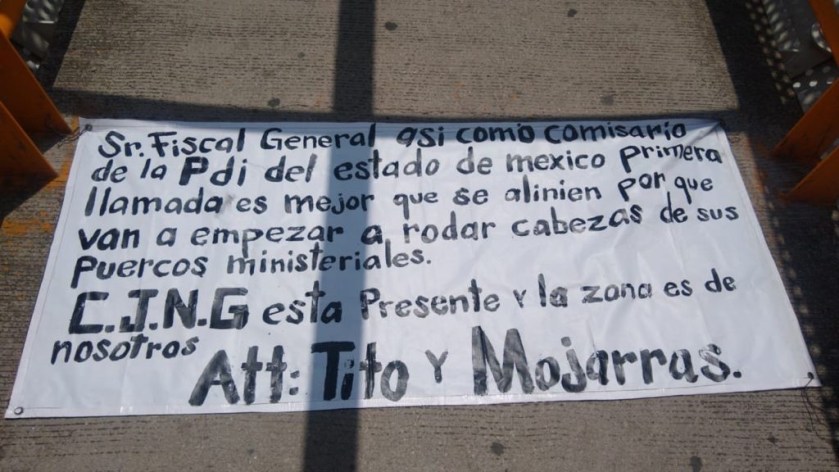 Sr. Fiscal General asi como comisario
de la Pdi del estado de mexico Primera
llamada es mejor que se alinien por que
van a empezar a rodar cabezas de sus
Puercos ministeriales.
C.J.N.G esta Presente Y la zona es de
nosotros Att: Tito Y Mojarras.